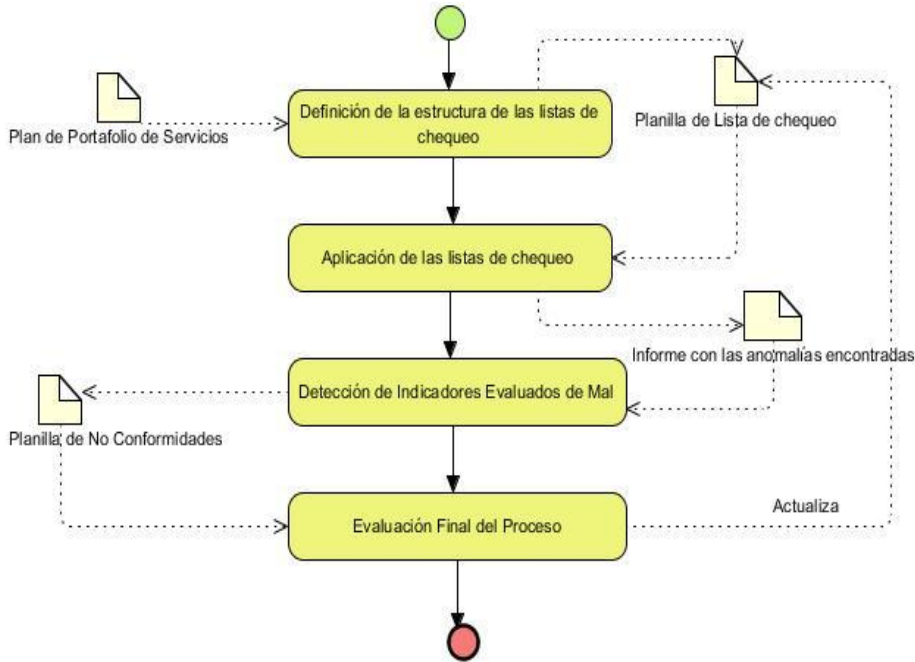 Definición de la estructura de las listas de
chequeo
Plan de Portafolio de Servicios
Planilla de Lista de chequeo
Aplicación de las listas de chequeo
Informe con las anomalías encontradas
Detección de Indicadores Evaluados de Mal
Planilla de No Conformidades
Actualiza
Evaluación Final del Proceso